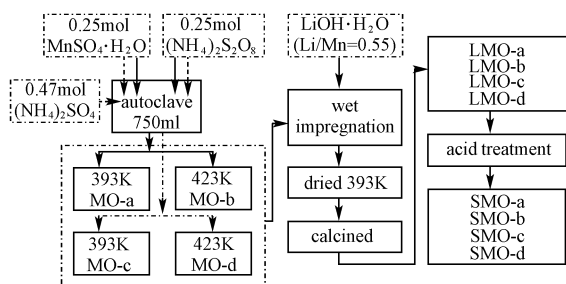 0.25mol
MnSO₄·H₂O
0.25mol
(NH₄)₂S₂O₈
0.47mol
(NH₄)₂SO₄
autoclave
750ml
393K
MO-a
423K
MO-b
393K
MO-c
423K
MO-d
LiOH·H₂O
(Li/Mn=0.55)
wet
impregnation
dried 393K
calcined
LMO-a
LMO-b
LMO-c
LMO-d
acid treatment
SMO-a
SMO-b
SMO-c
SMO-d